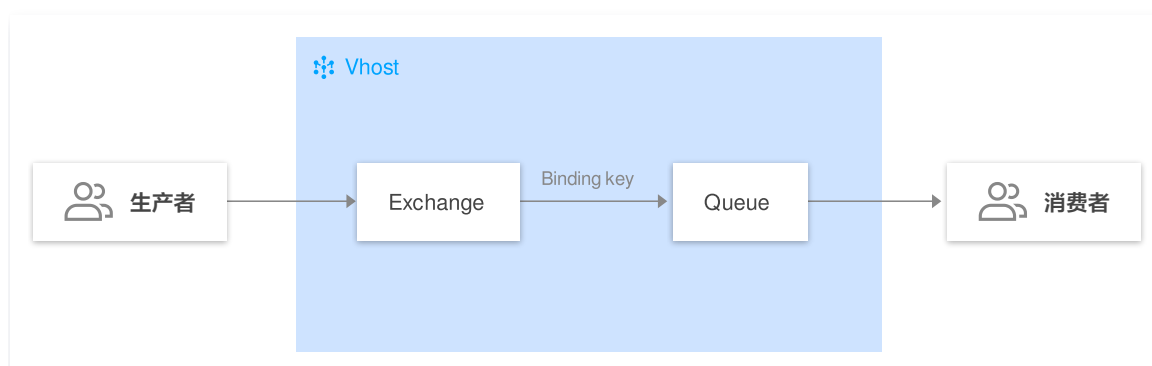 Vhost
生产者
Exchange
Binding key
Queue
消费者